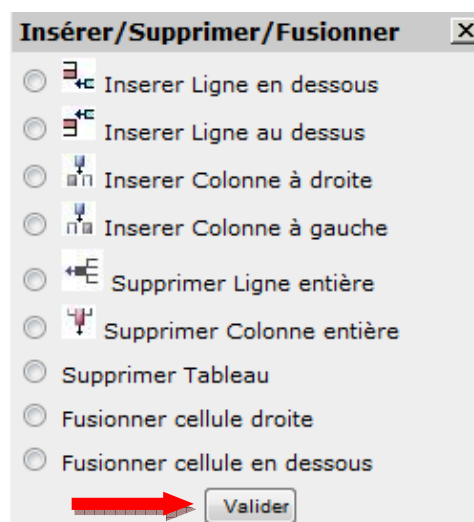 Insérer/Supprimer/Fusionner
Inserer Ligne en dessous
Inserer Ligne au dessus
Inserer Colonne à droite
Inserer Colonne à gauche
Supprimer Ligne entière
Supprimer Colonne entière
Supprimer Tableau
Fusionner cellule droite
Fusionner cellule en dessous
Valider